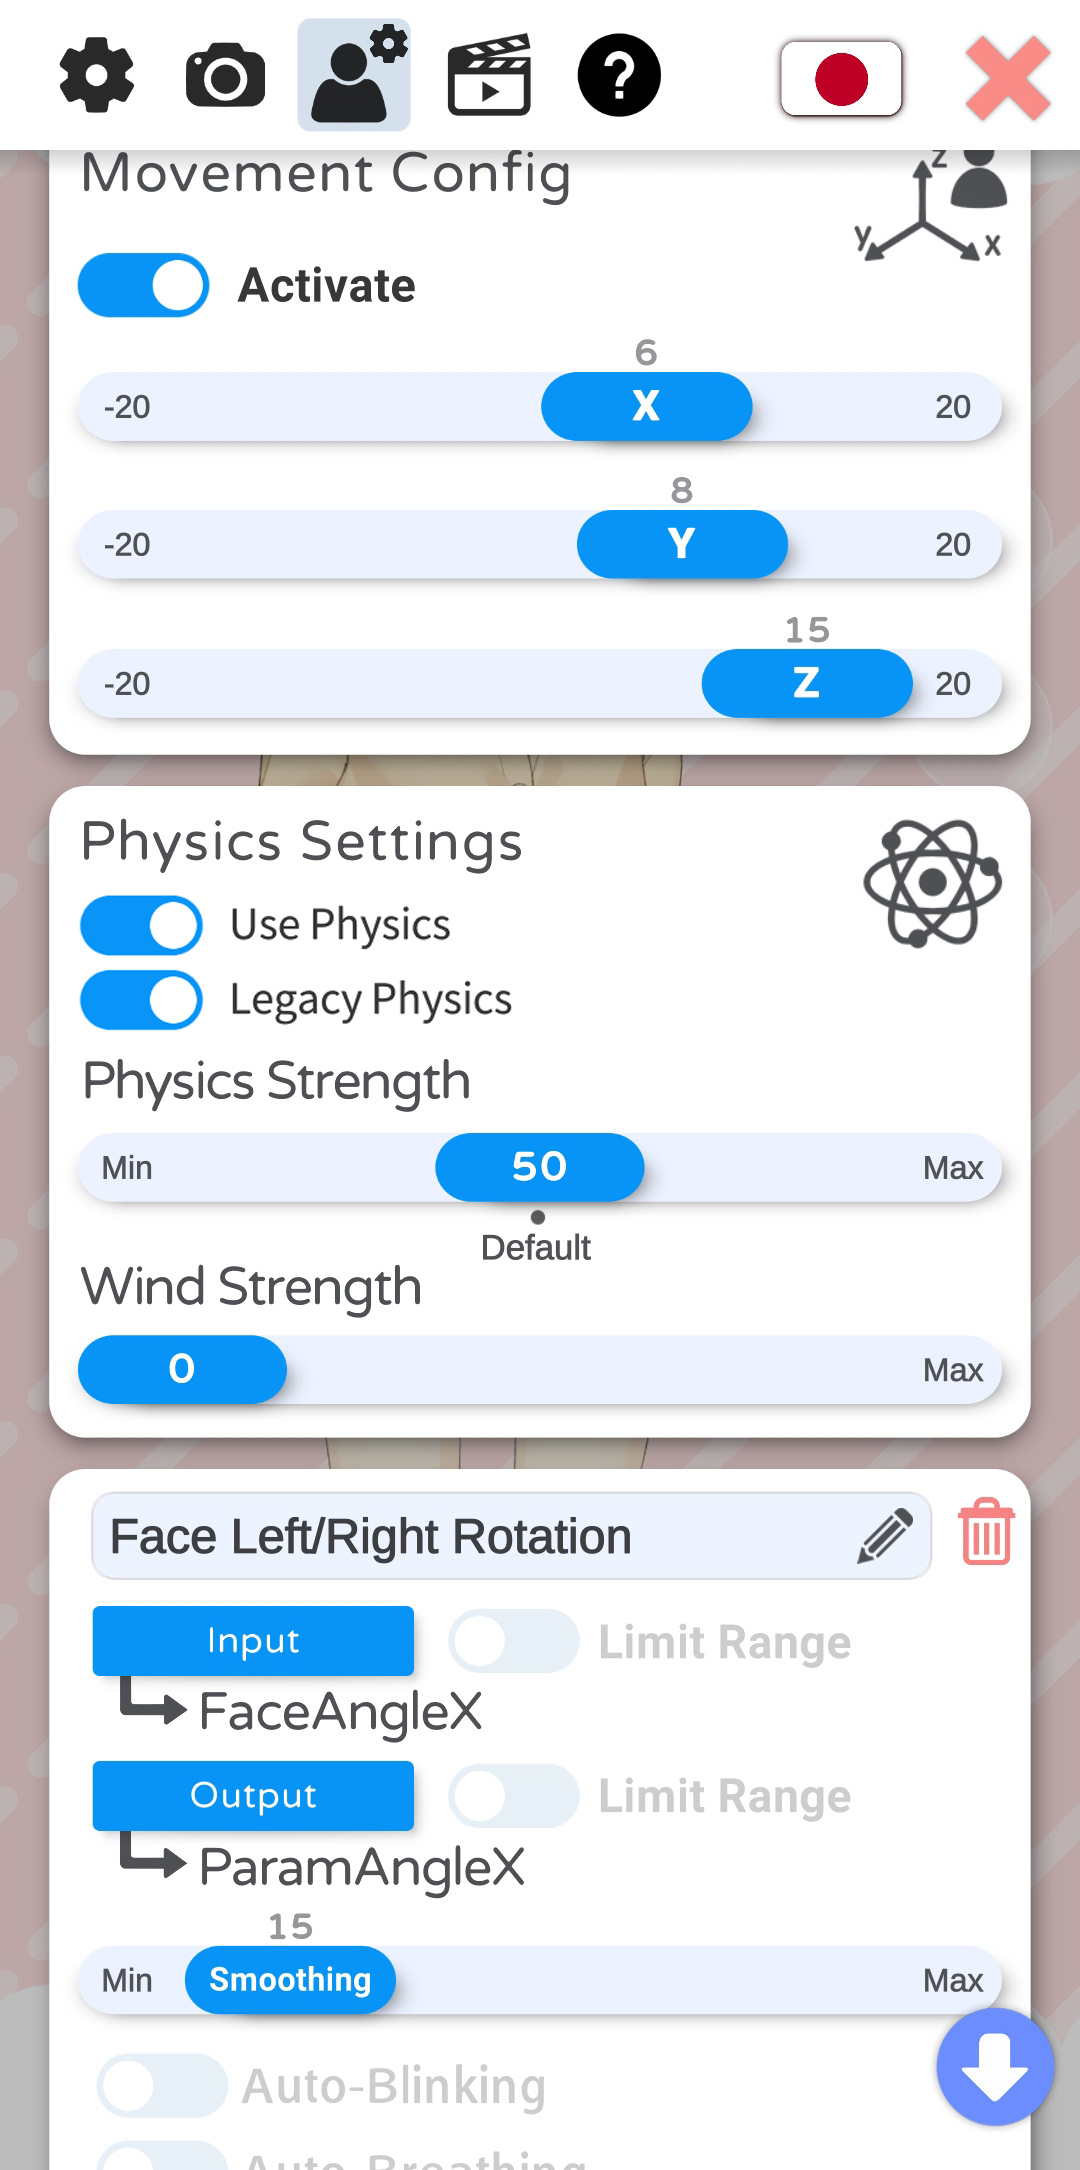 ?
Movement Config
z
y
x
Activate
6
-20
X
20
8
-20
Y
20
15
-20
Z
20
Physics Settings
Use Physics
Legacy Physics
Physics Strength
Min
50
Max
Default
Wind Strength
0
Max
Face Left/Right Rotation
Input
Limit Range
FaceAngleX
Output
Limit Range
ParamAngleX
15
Min
Smoothing
Max
Auto-Blinking
Auto-Breathing